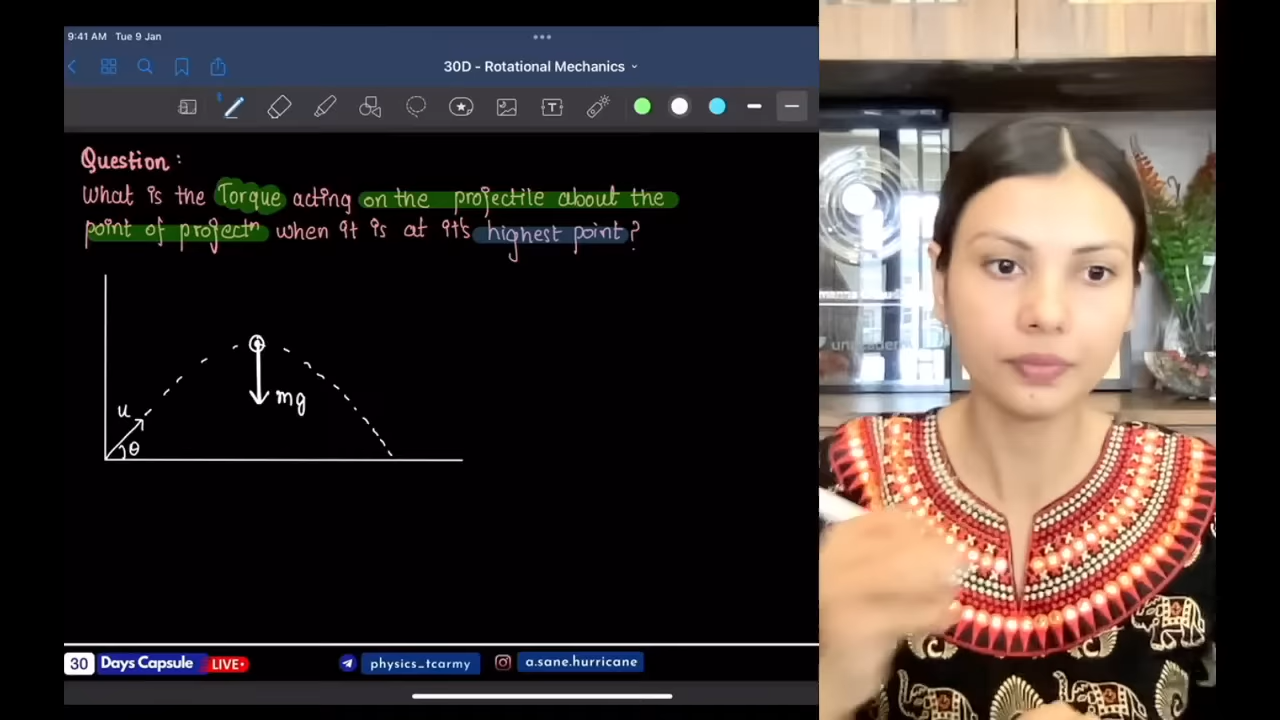 9:41 AM Tue 9 Jan
30D - Rotational Mechanics
Question :
What is the Torque acting on the projectile about the
point of projectⁿ when it is at it's highest point?
mg
u
θ
30 Days Capsule LIVE
physics_tcarmy
a.sane.hurricane